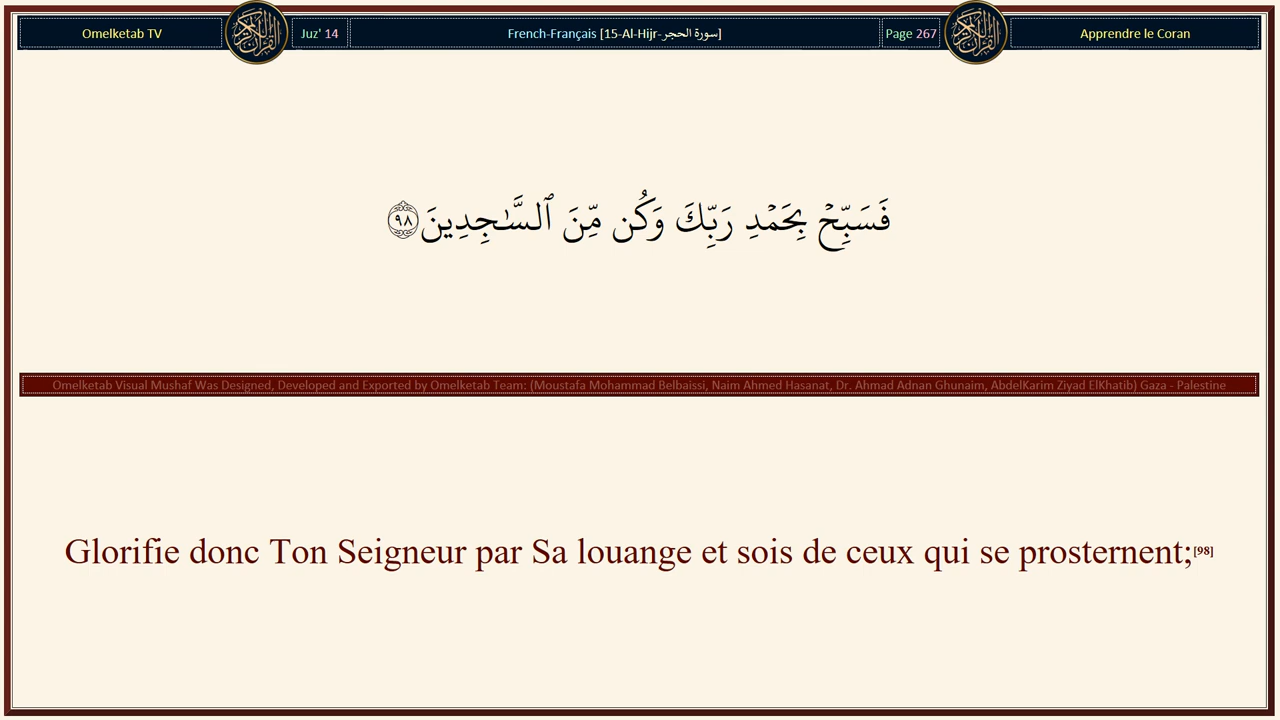 Omelketab TV
Juz' 14
French-Français [15-Al-Hijr-سورة الحجر]
Page 267
Apprendre le Coran
فَسَبِّحۡ بِحَمۡدِ رَبِّكَ وَكُن مِّنَ ٱلسَّٰجِدِينَ ٩٨
Omelketab Visual Mushaf Was Designed, Developed and Exported by Omelketab Team: (Moustafa Mohammad Belbaissi, Naim Ahmed Hasanat, Dr. Ahmad Adnan Ghunaim, AbdelKarim Ziyad ElKhatib) Gaza - Palestine
Glorifie donc Ton Seigneur par Sa louange et sois de ceux qui se prosternent;[98]